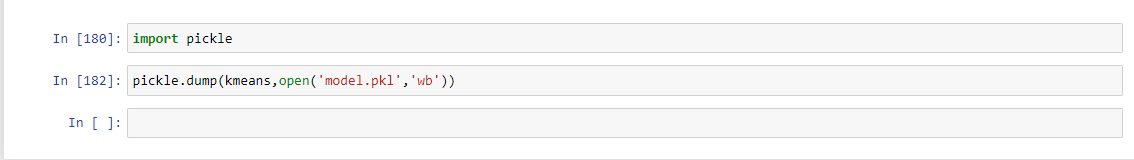 In [180]: import pickle
In [182]: pickle.dump(kmeans,open('model.pkl','wb'))
In [ ]: